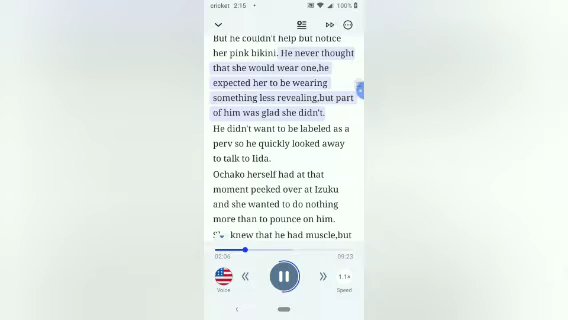 cricket 2:15
100%
But he couldn't help but notice
her pink bikini. He never thought
that she would wear one,he
expected her to be wearing
something less revealing,but part
of him was glad she didn't.
He didn't want to be labeled as a
perv so he quickly looked away
to talk to Iida.
Ochako herself had at that
moment peeked over at Izuku
and she wanted to do nothing
more than to pounce on him.
knew that he had muscle,but
02:06 09:23
1.1×
Voice Speed